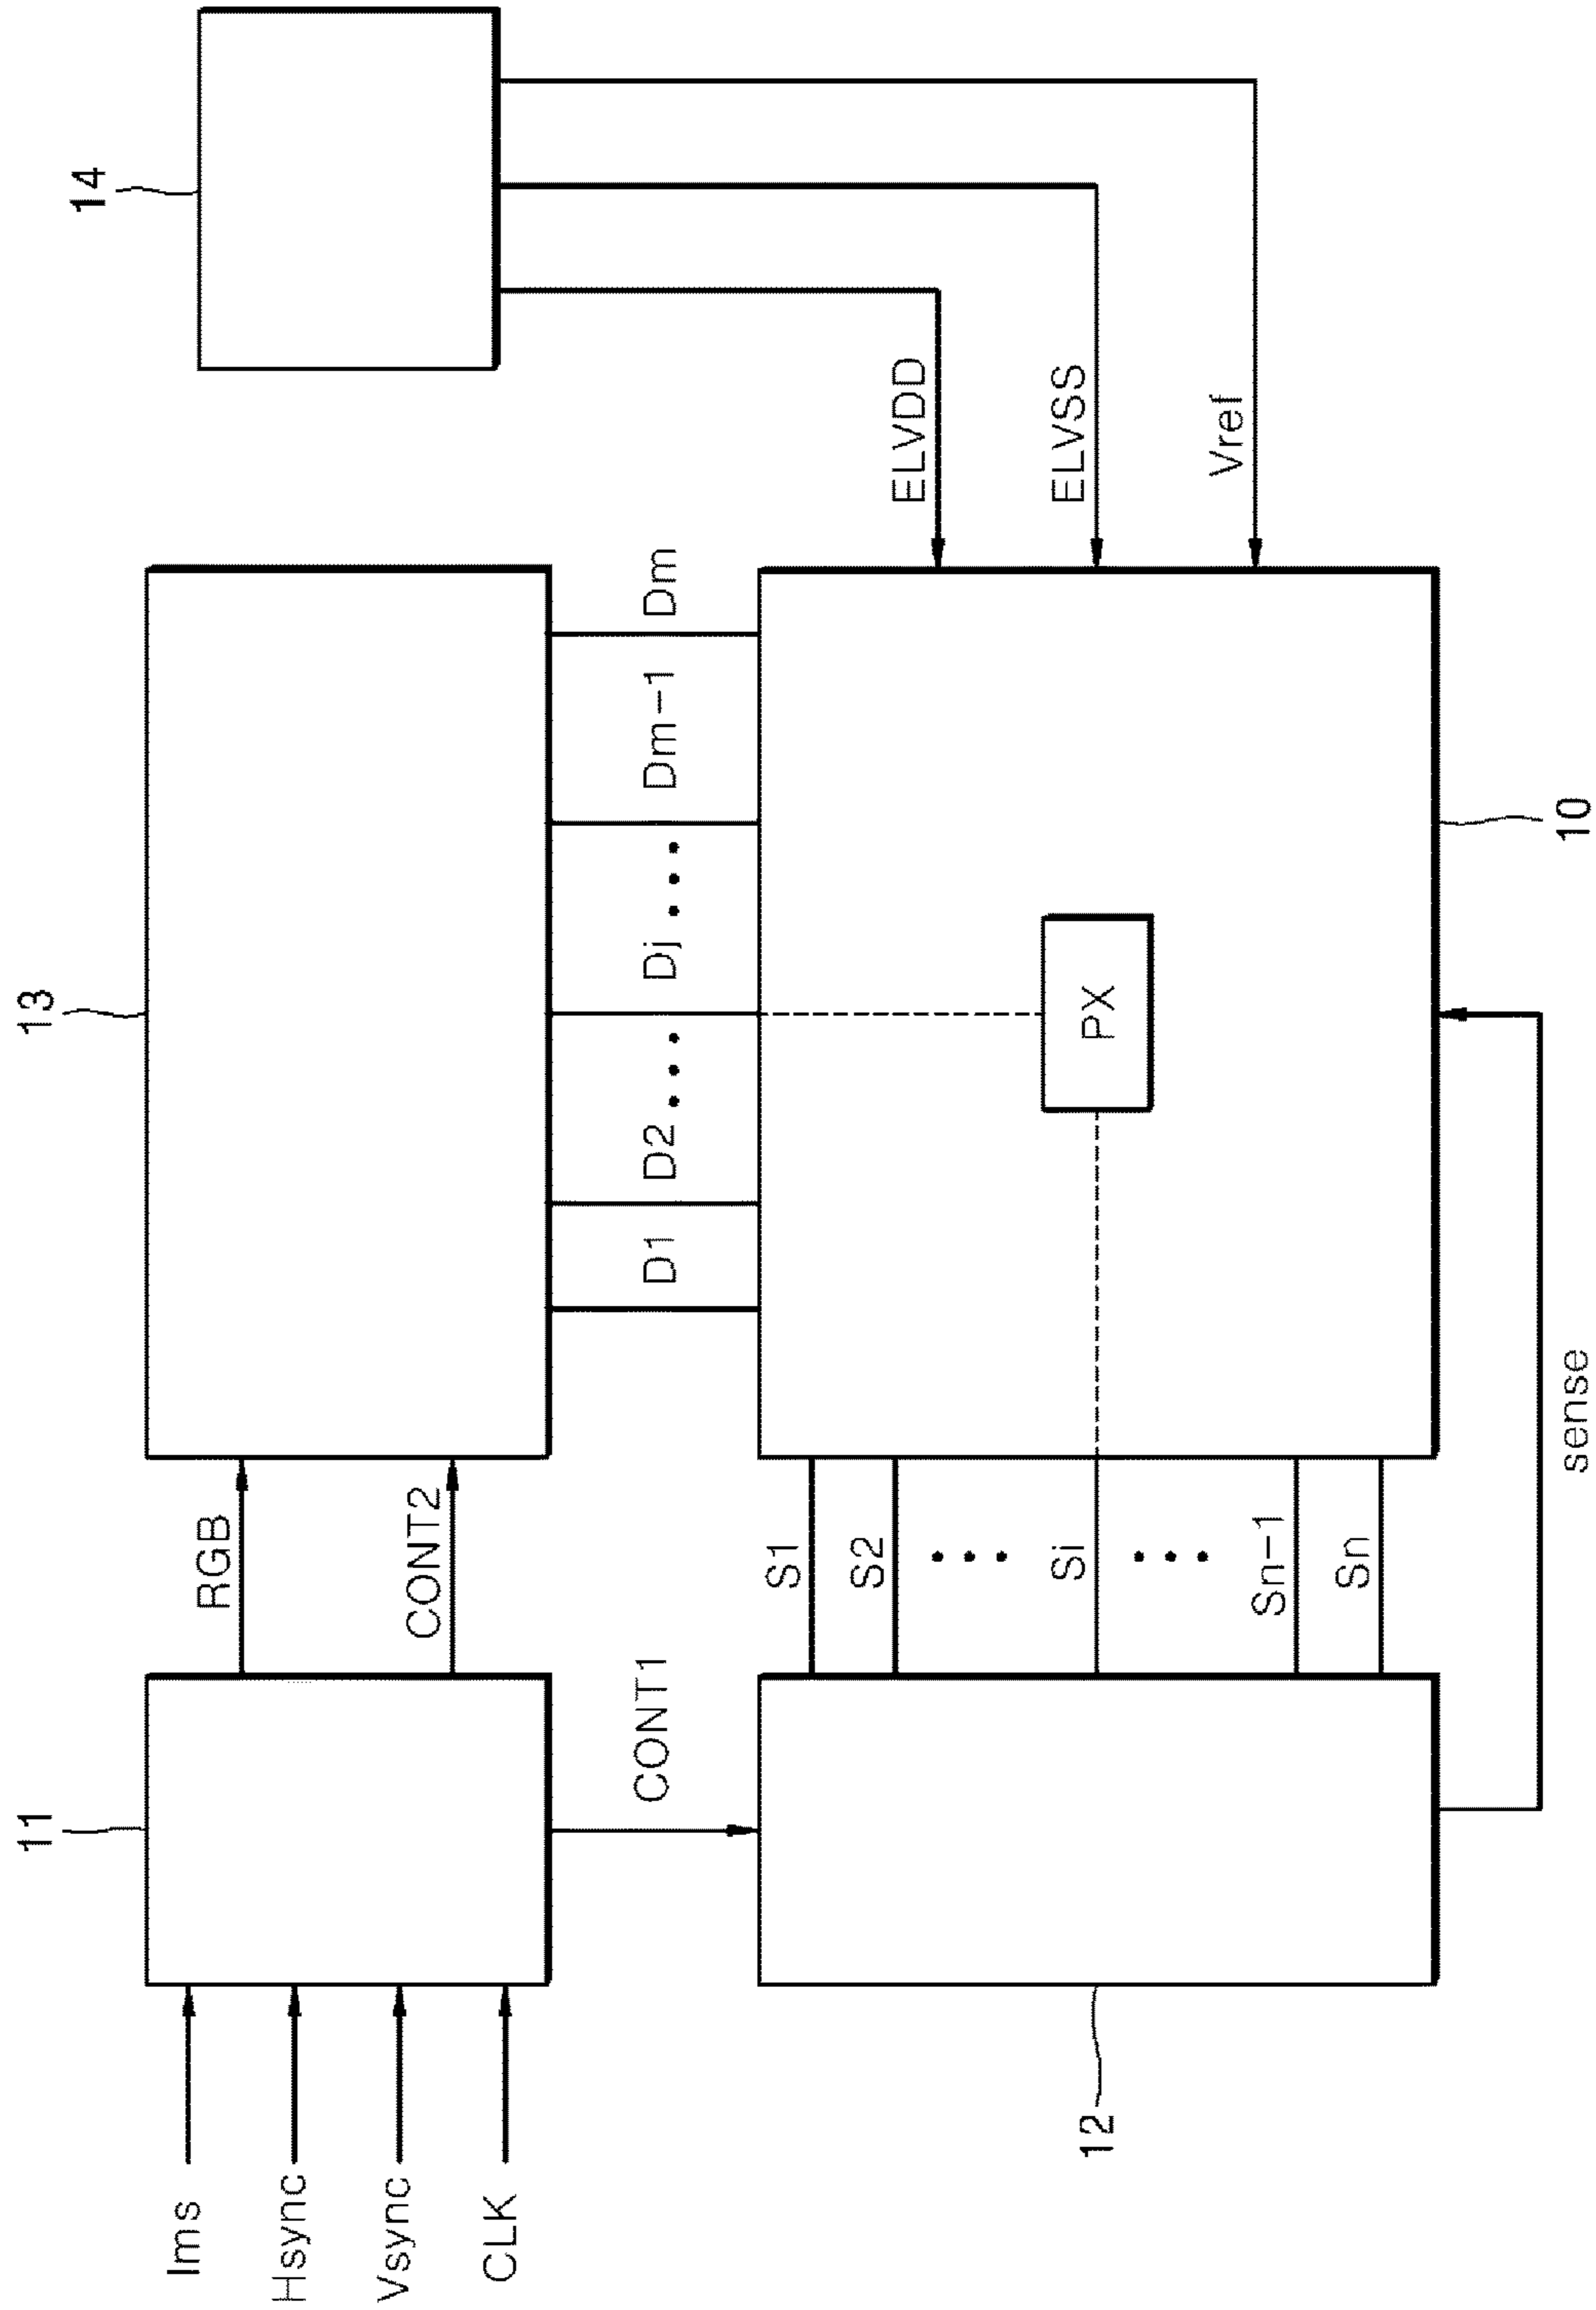 11
13
14
Ims
Hsync
Vsync
CLK
RGB
CONT2
CONT1
D1
D2
Dj
Dm-1
Dm
ELVDD
ELVSS
Vref
S1
S2
Si
Sn-1
Sn
PX
12
sense
10